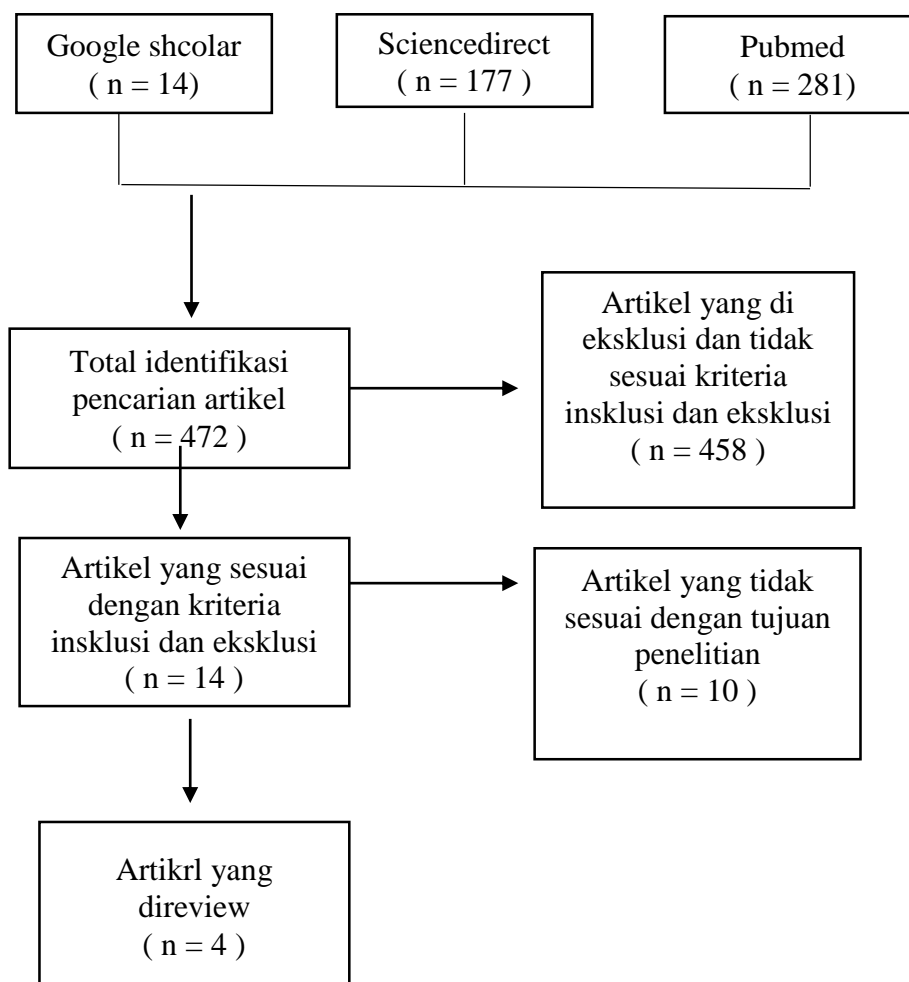 Google shcolar
( n = 14)
Sciencedirect
( n = 177 )
Pubmed
( n = 281)
Total identifikasi
pencarian artikel
( n = 472 )
Artikel yang di
eksklusi dan tidak
sesuai kriteria
insklusi dan eksklusi
( n = 458 )
Artikel yang sesuai
dengan kriteria
insklusi dan eksklusi
( n = 14 )
Artikel yang tidak
sesuai dengan tujuan
penelitian
( n = 10 )
Artikrl yang
direview
( n = 4 )